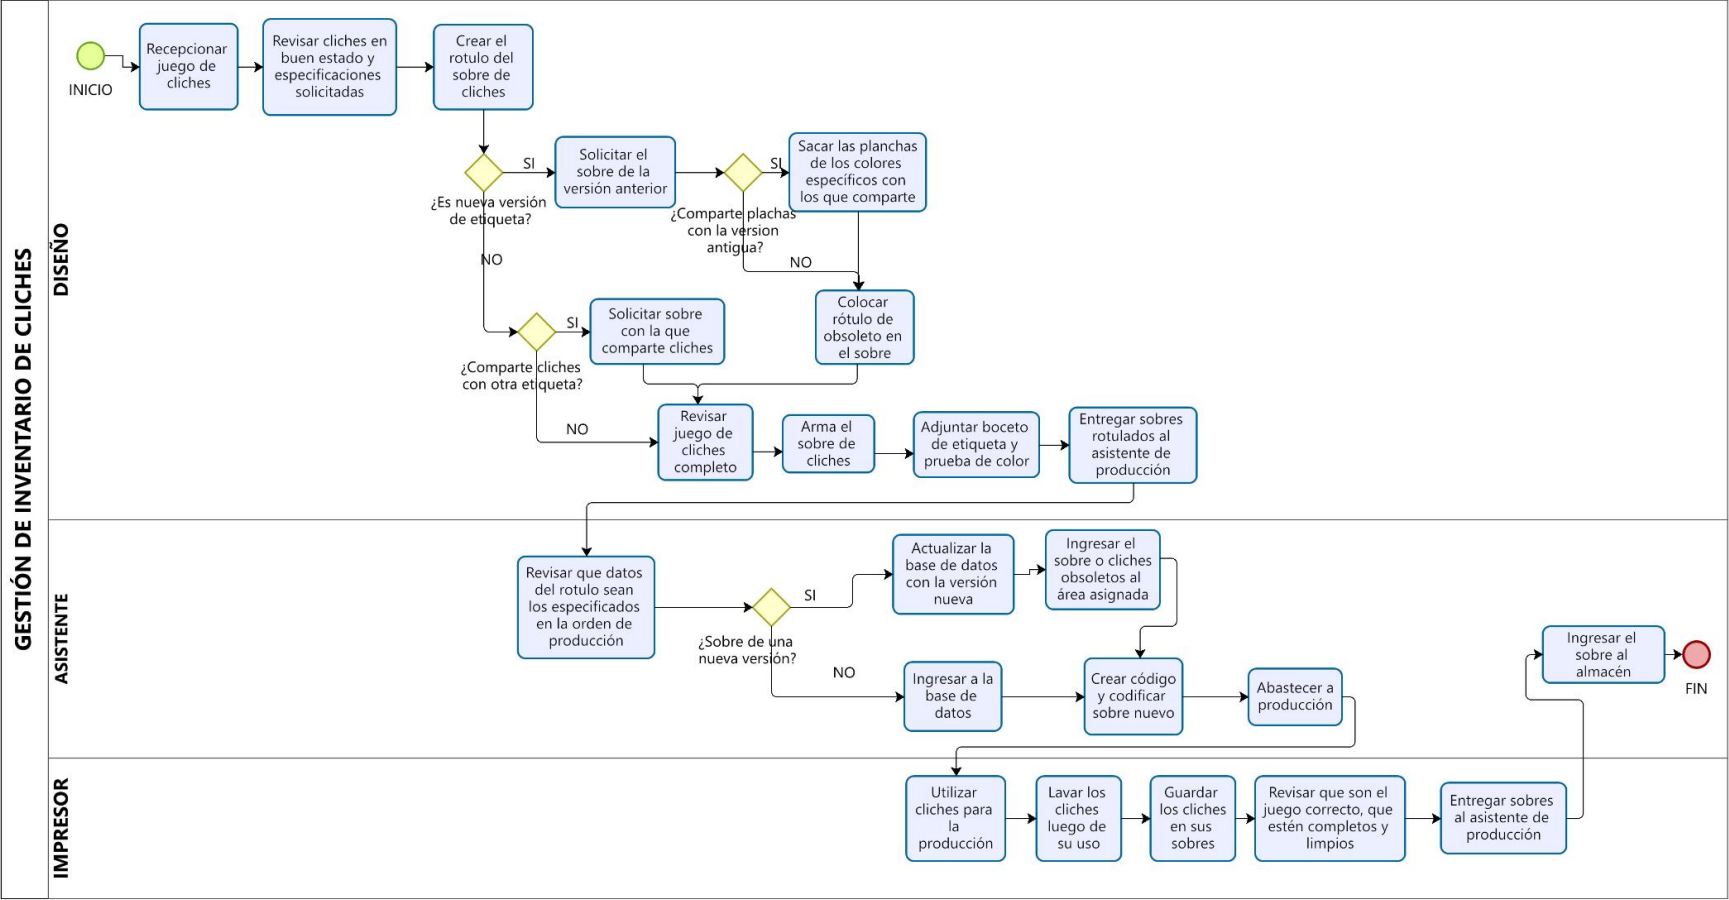 GESTIÓN DE INVENTARIO DE CLICHES
DISEÑO
INICIO
Recepcionar
juego de
cliches
Revisar cliches en
buen estado y
especificaciones
solicitadas
Crear el
rotulo del
sobre de
cliches
¿Es nueva versión
de etiqueta?
SI
NO
Solicitar el
sobre de la
versión anterior
¿Comparte plachas
con la version
antigua?
SI
NO
Sacar las planchas
de los colores
específicos con
los que comparte
Colocar
rótulo de
obsoleto en
el sobre
¿Comparte cliches
con otra etiqueta?
SI
NO
Solicitar sobre
con la que
comparte cliches
Revisar
juego de
cliches
completo
Arma el
sobre de
cliches
Adjuntar boceto
de etiqueta y
prueba de color
Entregar sobres
rotulados al
asistente de
producción
ASISTENTE
Revisar que datos
del rotulo sean
los especificados
en la orden de
producción
¿Sobre de una
nueva versión?
SI
NO
Actualizar la
base de datos
con la versión
nueva
Ingresar el
sobre o cliches
obsoletos al
área asignada
Ingresar a la
base de
datos
Crear código
y codificar
sobre nuevo
Abastecer a
producción
Ingresar el
sobre al
almacén
FIN
IMPRESOR
Utilizar
cliches para
la
producción
Lavar los
cliches
luego de
su uso
Guardar
los cliches
en sus
sobres
Revisar que son el
juego correcto, que
estén completos y
limpios
Entregar sobres
al asistente de
producción